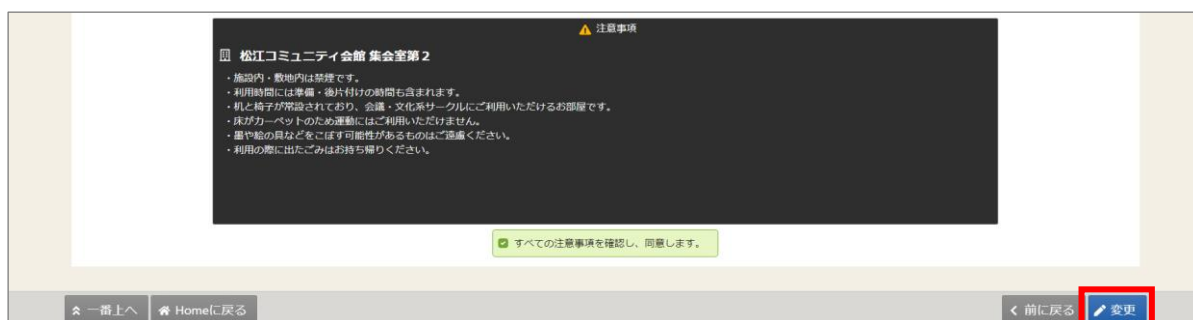 注意事項
松江コミュニティ会館 集会室第２
・施設内・敷地内は禁煙です。
・利用時間には準備・後片付けの時間も含まれます。
・机と椅子が常設されており、会議・文化系サークルにご利用いただけるお部屋です。
・床がカーペットのため運動にはご利用いただけません。
・墨や絵の具などをこぼす可能性があるものはご遠慮ください。
・利用の際に出たごみはお持ち帰りください。
すべての注意事項を確認し、同意します。
一番上へ Homeに戻る 前に戻る 変更